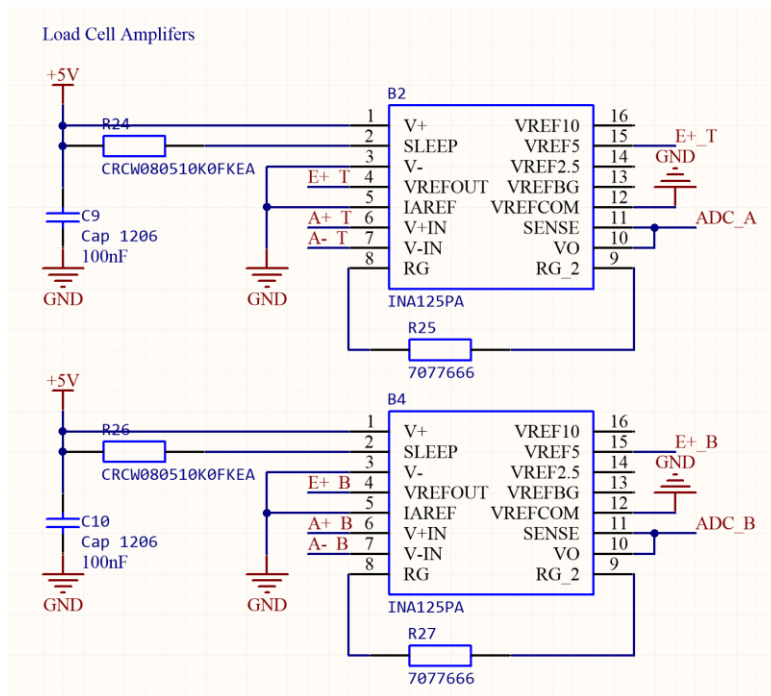 Load Cell Amplifers
+5V
B2
R24
CRCW080510K0FKEA
1 V+ VREF10 16
2 SLEEP VREF5 15 E+_T
3 V- VREF2.5 14 GND
E+_T 4 VREFOUT VREFBG 13
5 IAREF VREFCOM 12
A+_T 6 V+IN SENSE 11 ADC_A
A-_T 7 V-IN VO 10
8 RG RG_2 9
C9
Cap 1206
100nF
GND
GND
INA125PA
R25
7077666
+5V
B4
R26
CRCW080510K0FKEA
1 V+ VREF10 16
2 SLEEP VREF5 15 E+_B
3 V- VREF2.5 14 GND
E+_B 4 VREFOUT VREFBG 13
5 IAREF VREFCOM 12
A+_B 6 V+IN SENSE 11 ADC_B
A-_B 7 V-IN VO 10
8 RG RG_2 9
C10
Cap 1206
100nF
GND
GND
INA125PA
R27
7077666